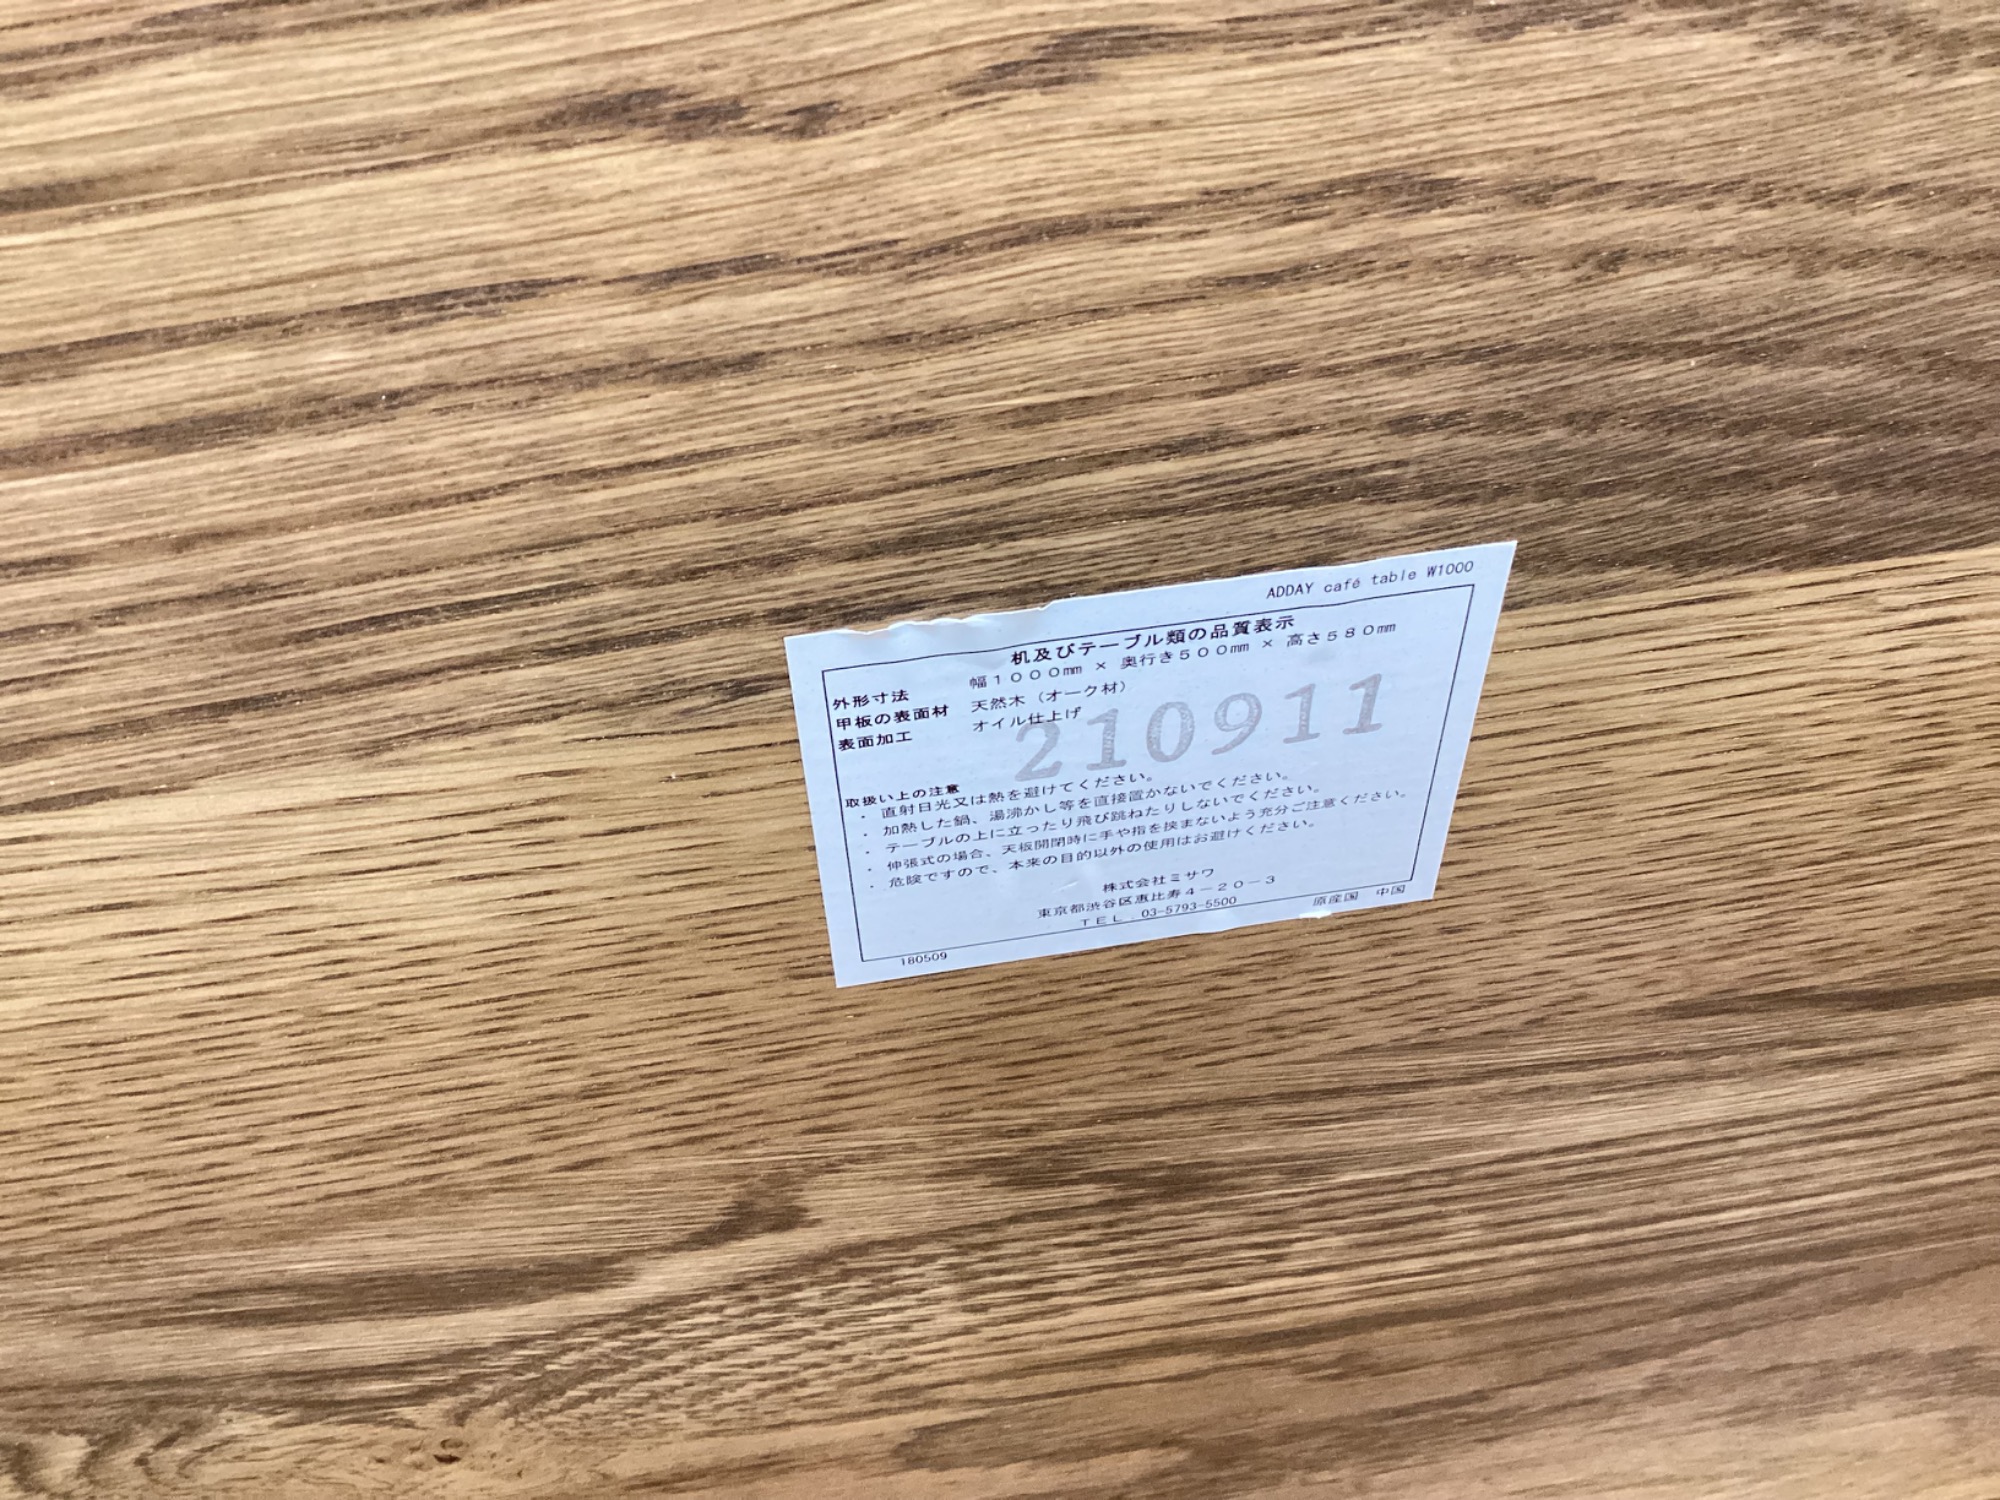 ADDAY café table W1000
机及びテーブル類の品質表示
外形寸法 幅1000㎜ × 奥行き500㎜ × 高さ580㎜
甲板の表面材 天然木（オーク材）
表面加工 オイル仕上げ
210911
取扱い上の注意
・ 直射日光又は熱を避けてください。
・ 加熱した鍋、湯沸かし等を直接置かないでください。
・ テーブルの上に立ったり飛び跳ねたりしないでください。
・ 伸張式の場合、天板開閉時に手や指を挟まないよう充分ご注意ください。
・ 危険ですので、本来の目的以外の使用はお避けください。
株式会社ミサワ
東京都渋谷区恵比寿4－20－3
TEL．03-5793-5500
原産国 中国
180509